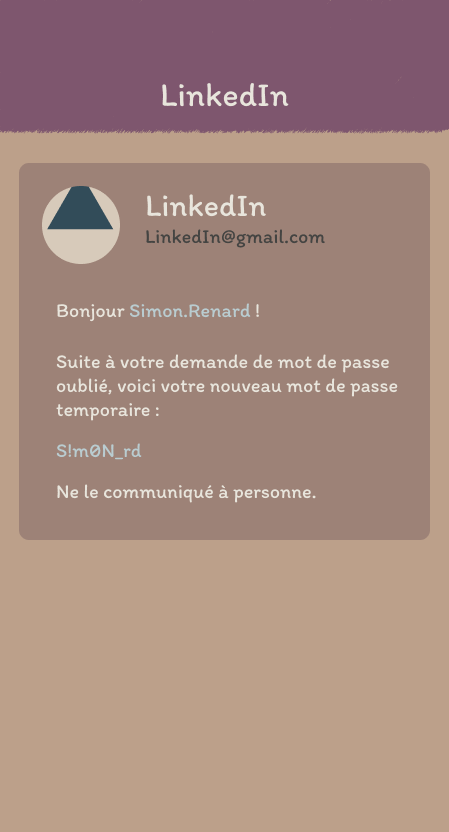 LinkedIn
LinkedIn
LinkedIn@gmail.com
Bonjour Simon.Renard !
Suite à votre demande de mot de passe
oublié, voici votre nouveau mot de passe
temporaire :
S!m0N_rd
Ne le communiqué à personne.